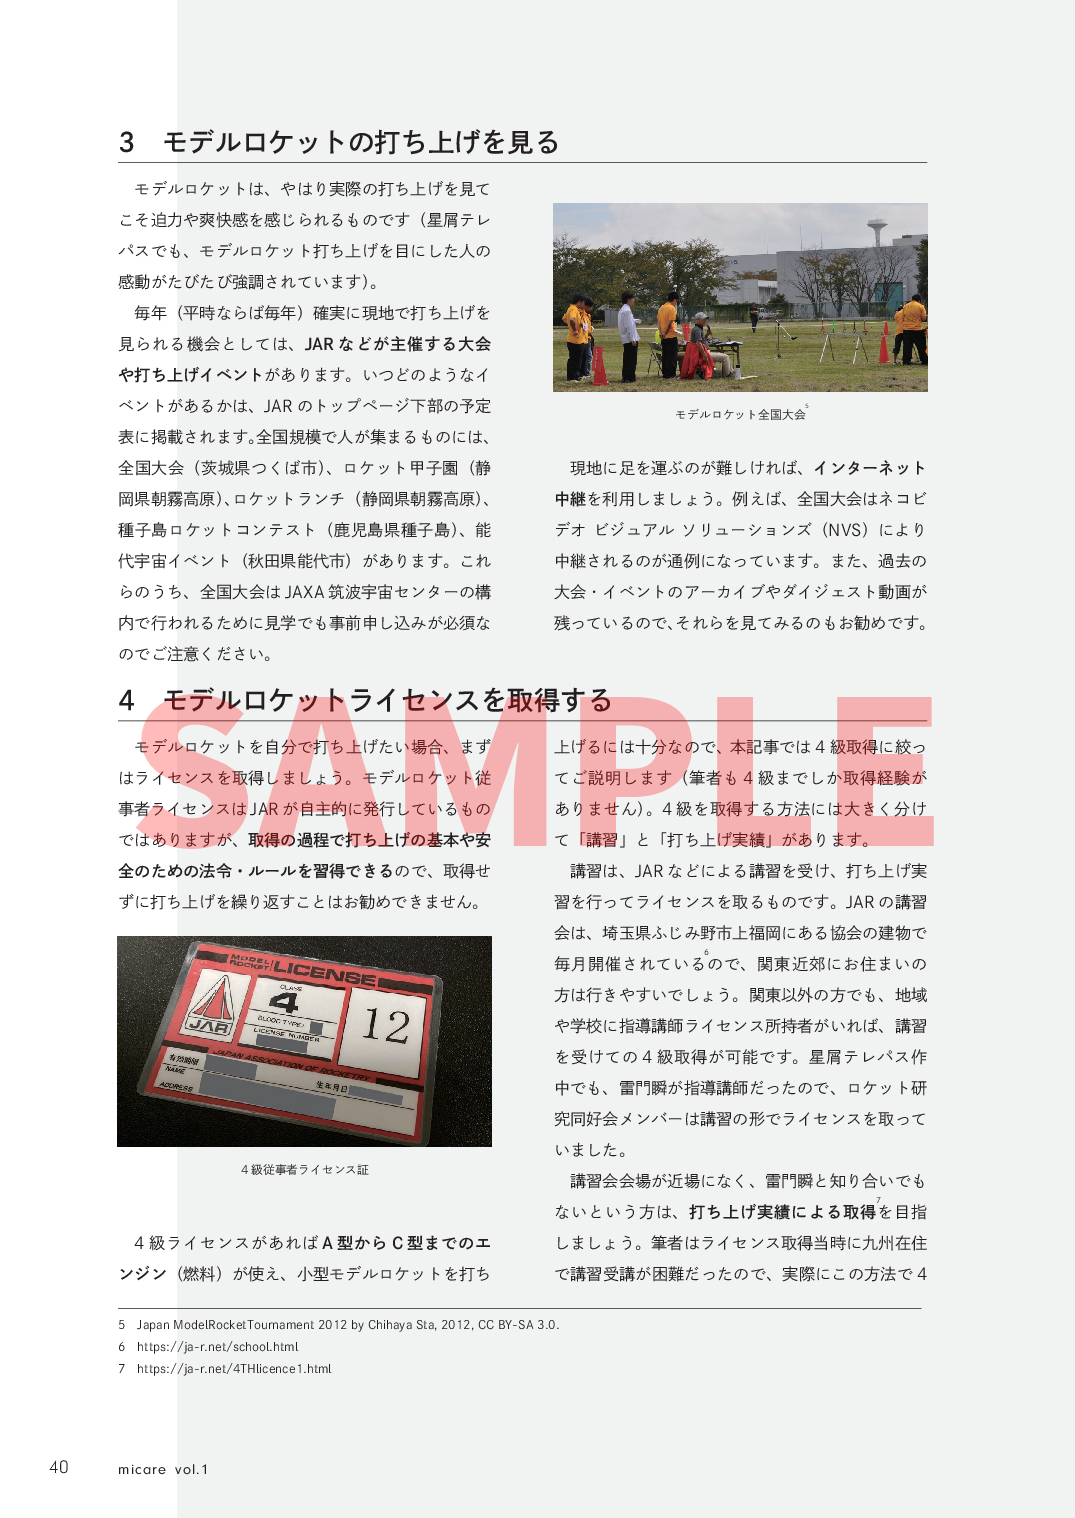 3　モデルロケットの打ち上げを見る
　モデルロケットは、やはり実際の打ち上げを見て
こそ迫力や爽快感を感じられるものです（星屑テレ
パスでも、モデルロケット打ち上げを目にした人の
感動がたびたび強調されています）。
　毎年（平時ならば毎年）確実に現地で打ち上げを
見られる機会としては、JAR などが主催する大会
や打ち上げイベントがあります。いつどのようなイ
ベントがあるかは、JAR のトップページ下部の予定
表に掲載されます。全国規模で人が集まるものには、
全国大会（茨城県つくば市）、ロケット甲子園（静
岡県朝霧高原）、ロケットランチ（静岡県朝霧高原）、
種子島ロケットコンテスト（鹿児島県種子島）、能
代宇宙イベント（秋田県能代市）があります。これ
らのうち、全国大会は JAXA 筑波宇宙センターの構
内で行われるために見学でも事前申し込みが必須な
のでご注意ください。
モデルロケット全国大会5
　現地に足を運ぶのが難しければ、インターネット
中継を利用しましょう。例えば、全国大会はネコビ
デオ ビジュアル ソリューションズ（NVS）により
中継されるのが通例になっています。また、過去の
大会・イベントのアーカイブやダイジェスト動画が
残っているので、それらを見てみるのもお勧めです。
4　モデルロケットライセンスを取得する
　モデルロケットを自分で打ち上げたい場合、まず
はライセンスを取得しましょう。モデルロケット従
事者ライセンスは JAR が自主的に発行しているもの
ではありますが、取得の過程で打ち上げの基本や安
全のための法令・ルールを習得できるので、取得せ
ずに打ち上げを繰り返すことはお勧めできません。
MODEL ROCKET LICENSE
CLASS
4
12
BLOOD TYPE:
LICENSE NUMBER
JAR
JAPAN ASSOCIATION OF ROCKETRY
有効期限
生年月日
NAME
ADDRESS
4 級従事者ライセンス証
　4 級ライセンスがあれば A 型から C 型までのエ
ンジン（燃料）が使え、小型モデルロケットを打ち
上げるには十分なので、本記事では 4 級取得に絞っ
てご説明します（筆者も 4 級までしか取得経験が
ありません）。4 級を取得する方法には大きく分け
て「講習」と「打ち上げ実績」があります。
　講習は、JAR などによる講習を受け、打ち上げ実
習を行ってライセンスを取るものです。JAR の講習
会は、埼玉県ふじみ野市上福岡にある協会の建物で
毎月開催されている6ので、関東近郊にお住まいの
方は行きやすいでしょう。関東以外の方でも、地域
や学校に指導講師ライセンス所持者がいれば、講習
を受けての 4 級取得が可能です。星屑テレパス作
中でも、雷門瞬が指導講師だったので、ロケット研
究同好会メンバーは講習の形でライセンスを取って
いました。
　講習会会場が近場になく、雷門瞬と知り合いでも
ないという方は、打ち上げ実績による取得7を目指
しましょう。筆者はライセンス取得当時に九州在住
で講習受講が困難だったので、実際にこの方法で 4
SAMPLE
5　Japan ModelRocketTournament 2012 by Chihaya Sta, 2012, CC BY-SA 3.0.
6　https://ja-r.net/school.html
7　https://ja-r.net/4THlicence1.html
40
micare vol.1